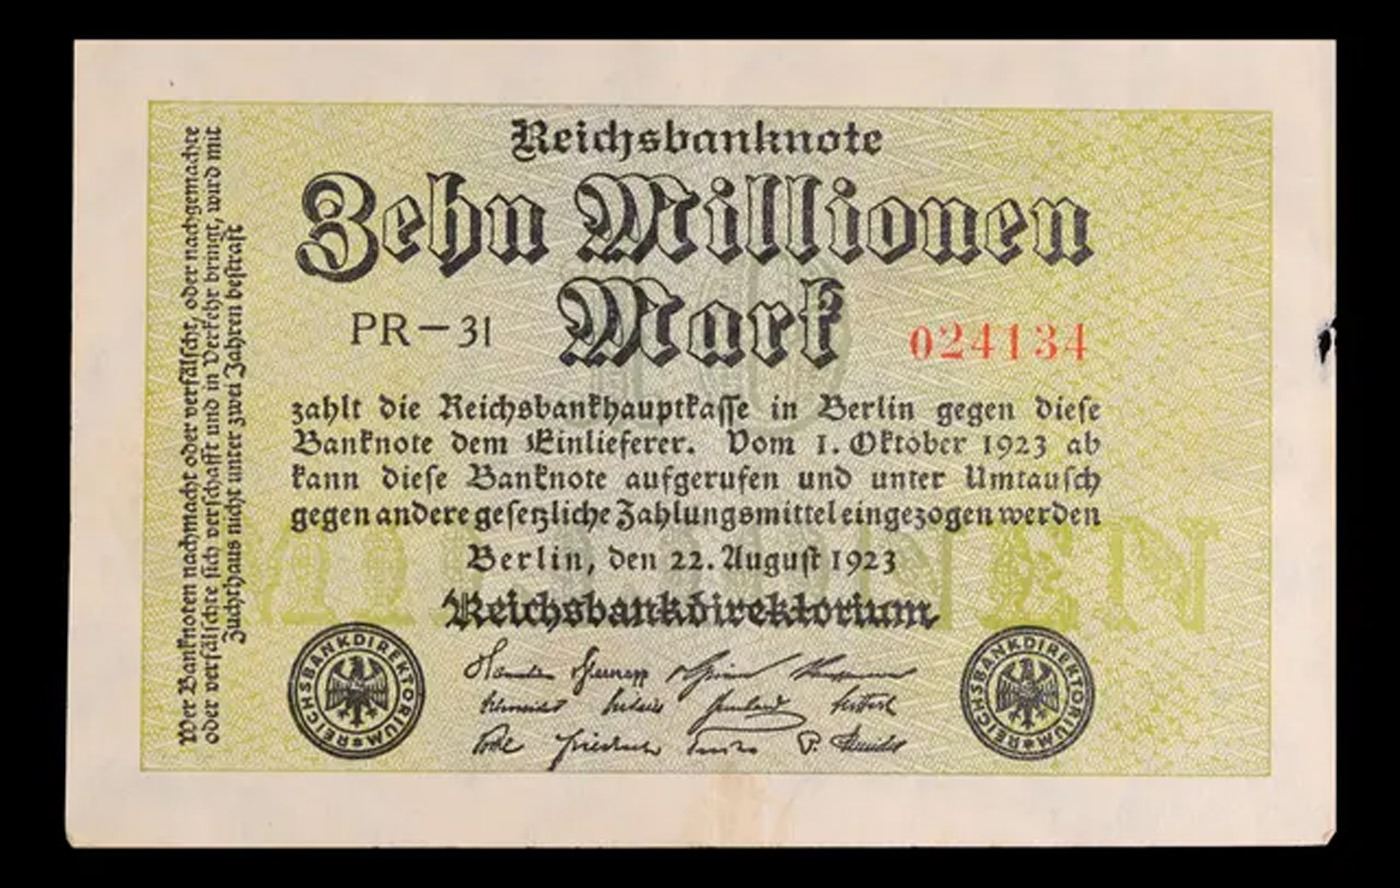 Reichsbanknote
Zehn Millionen
Mark
PR-31
024134
zahlt die Reichsbankhauptkasse in Berlin gegen diese
Banknote dem Einlieferer. Vom 1. Oktober 1923 ab
kann diese Banknote aufgerufen und unter Umtausch
gegen andere gesetzliche Zahlungsmittel eingezogen werden
Berlin, den 22. August 1923
Reichsbankdirektorium
REICHSBANKDIREKTORIUM
REICHSBANKDIREKTORIUM
Wer Banknoten nachmacht oder verfälscht, oder nachgemachte
oder verfälschte sich verschafft und in Verkehr bringt, wird mit
Zuchthaus nicht unter zwei Jahren bestraft
10